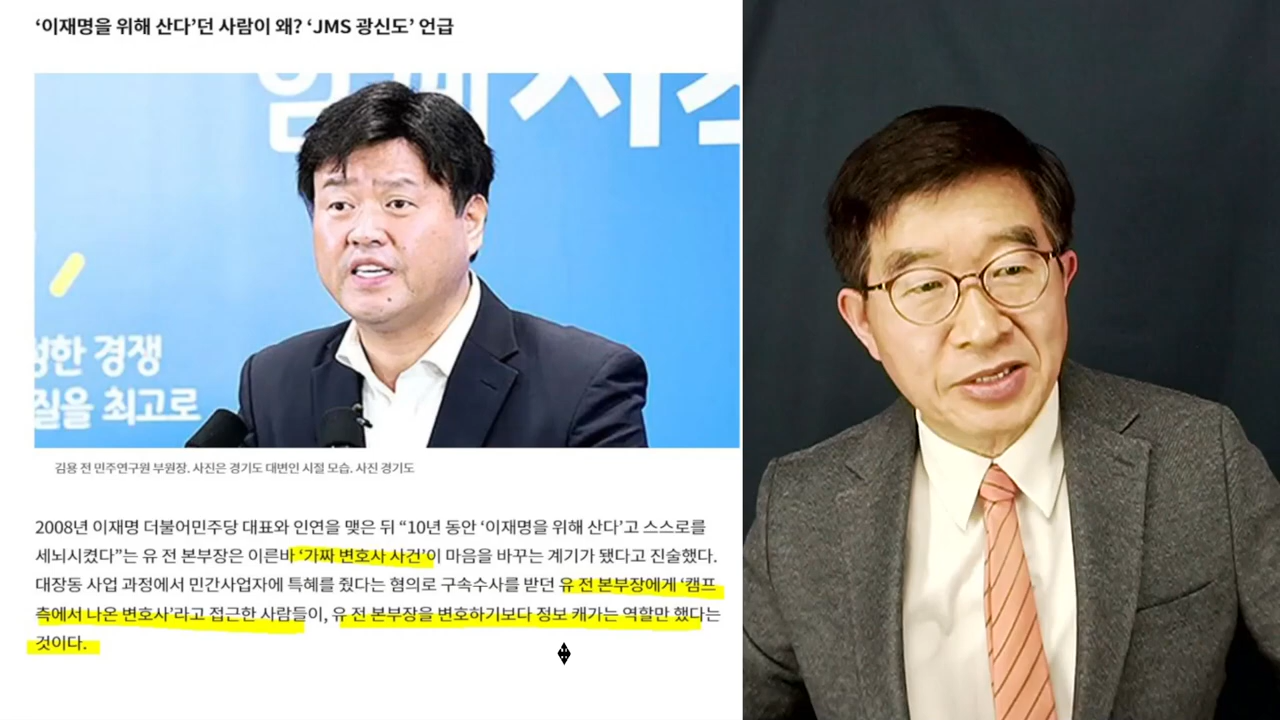 ‘이재명을 위해 산다’던 사람이 왜? ‘JMS 광신도’ 언급
함께 시조
성한 경쟁
질을 최고로
김용 전 민주연구원 부원장. 사진은 경기도 대변인 시절 모습. 사진 경기도
2008년 이재명 더불어민주당 대표와 인연을 맺은 뒤 “10년 동안 ‘이재명을 위해 산다’고 스스로를
세뇌시켰다”는 유 전 본부장은 이른바 ‘가짜 변호사 사건’이 마음을 바꾸는 계기가 됐다고 진술했다.
대장동 사업 과정에서 민간사업자에 특혜를 줬다는 혐의로 구속수사를 받던 유 전 본부장에게 ‘캠프
측에서 나온 변호사’라고 접근한 사람들이, 유 전 본부장을 변호하기보다 정보 캐가는 역할만 했다는
것이다.